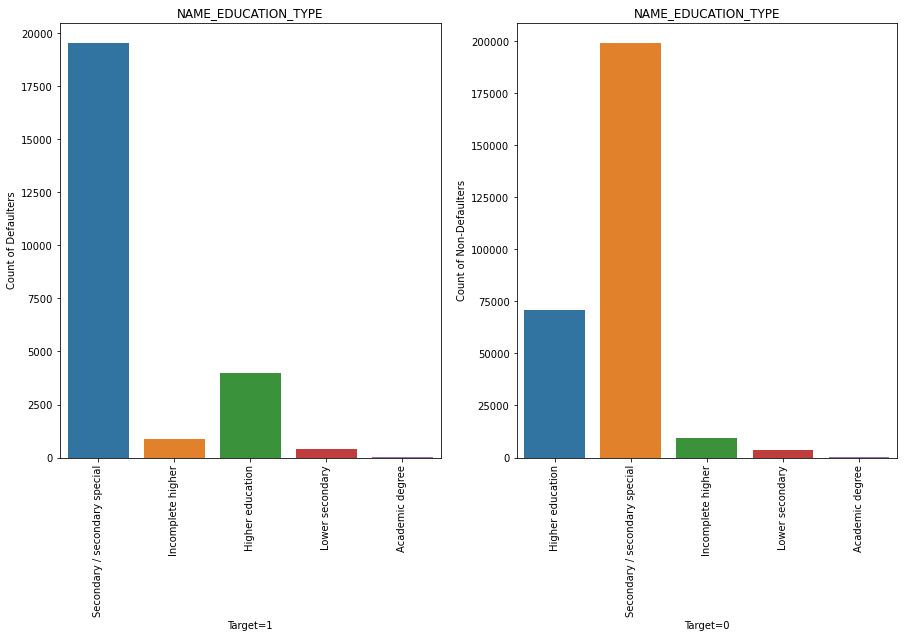 NAME_EDUCATION_TYPE
20000
17500
15000
12500
10000
7500
5000
2500
0
Count of Defaulters
Secondary / secondary special
Incomplete higher
Higher education
Lower secondary
Academic degree
Target=1
NAME_EDUCATION_TYPE
200000
175000
150000
125000
100000
75000
50000
25000
0
Count of Non-Defaulters
Higher education
Secondary / secondary special
Incomplete higher
Lower secondary
Academic degree
Target=0